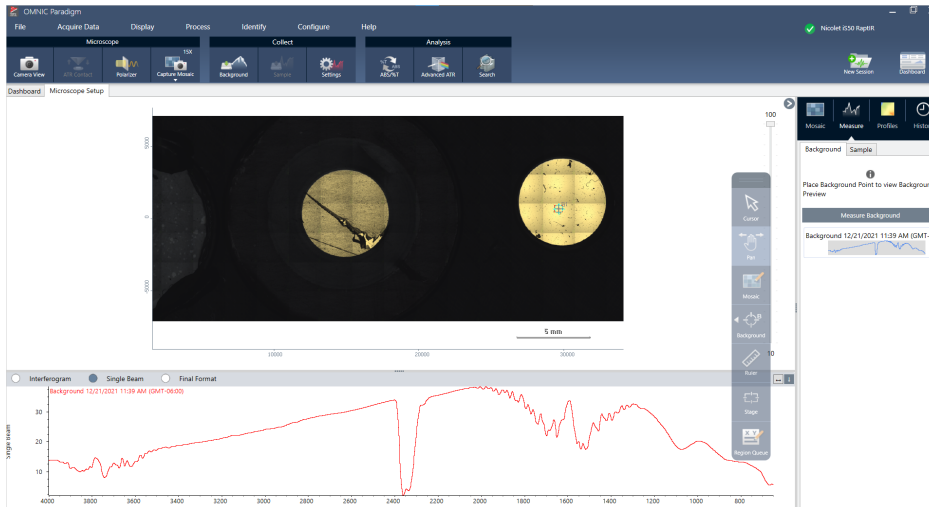 OMNIC Paradigm
File Acquire Data Display Process Identify Configure Help
Nicolet iS50 RaptIR
Microscope Collect Analysis
15X
Camera View ATR Contact Polarizer Capture Mosaic Background Sample Settings ABS/%T Advanced ATR Search New Session Dashboard
Dashboard Microscope Setup
100
Mosaic Measure Profiles Histo
Background Sample
Place Background Point to view Backgroun
Preview
Measure Background
Background 12/21/2021 11:39 AM (GMT-
5000
0
-5000
5 mm
10000 20000 30000
10
Cursor
Pan
Mosaic
Background
Ruler
Stage
X Y
Region Queue
Interferogram Single Beam Final Format
Background 12/21/2021 11:39 AM (GMT-06:00)
Single Beam
30
20
10
4000 3800 3600 3400 3200 3000 2800 2600 2400 2200 2000 1800 1600 1400 1200 1000 800